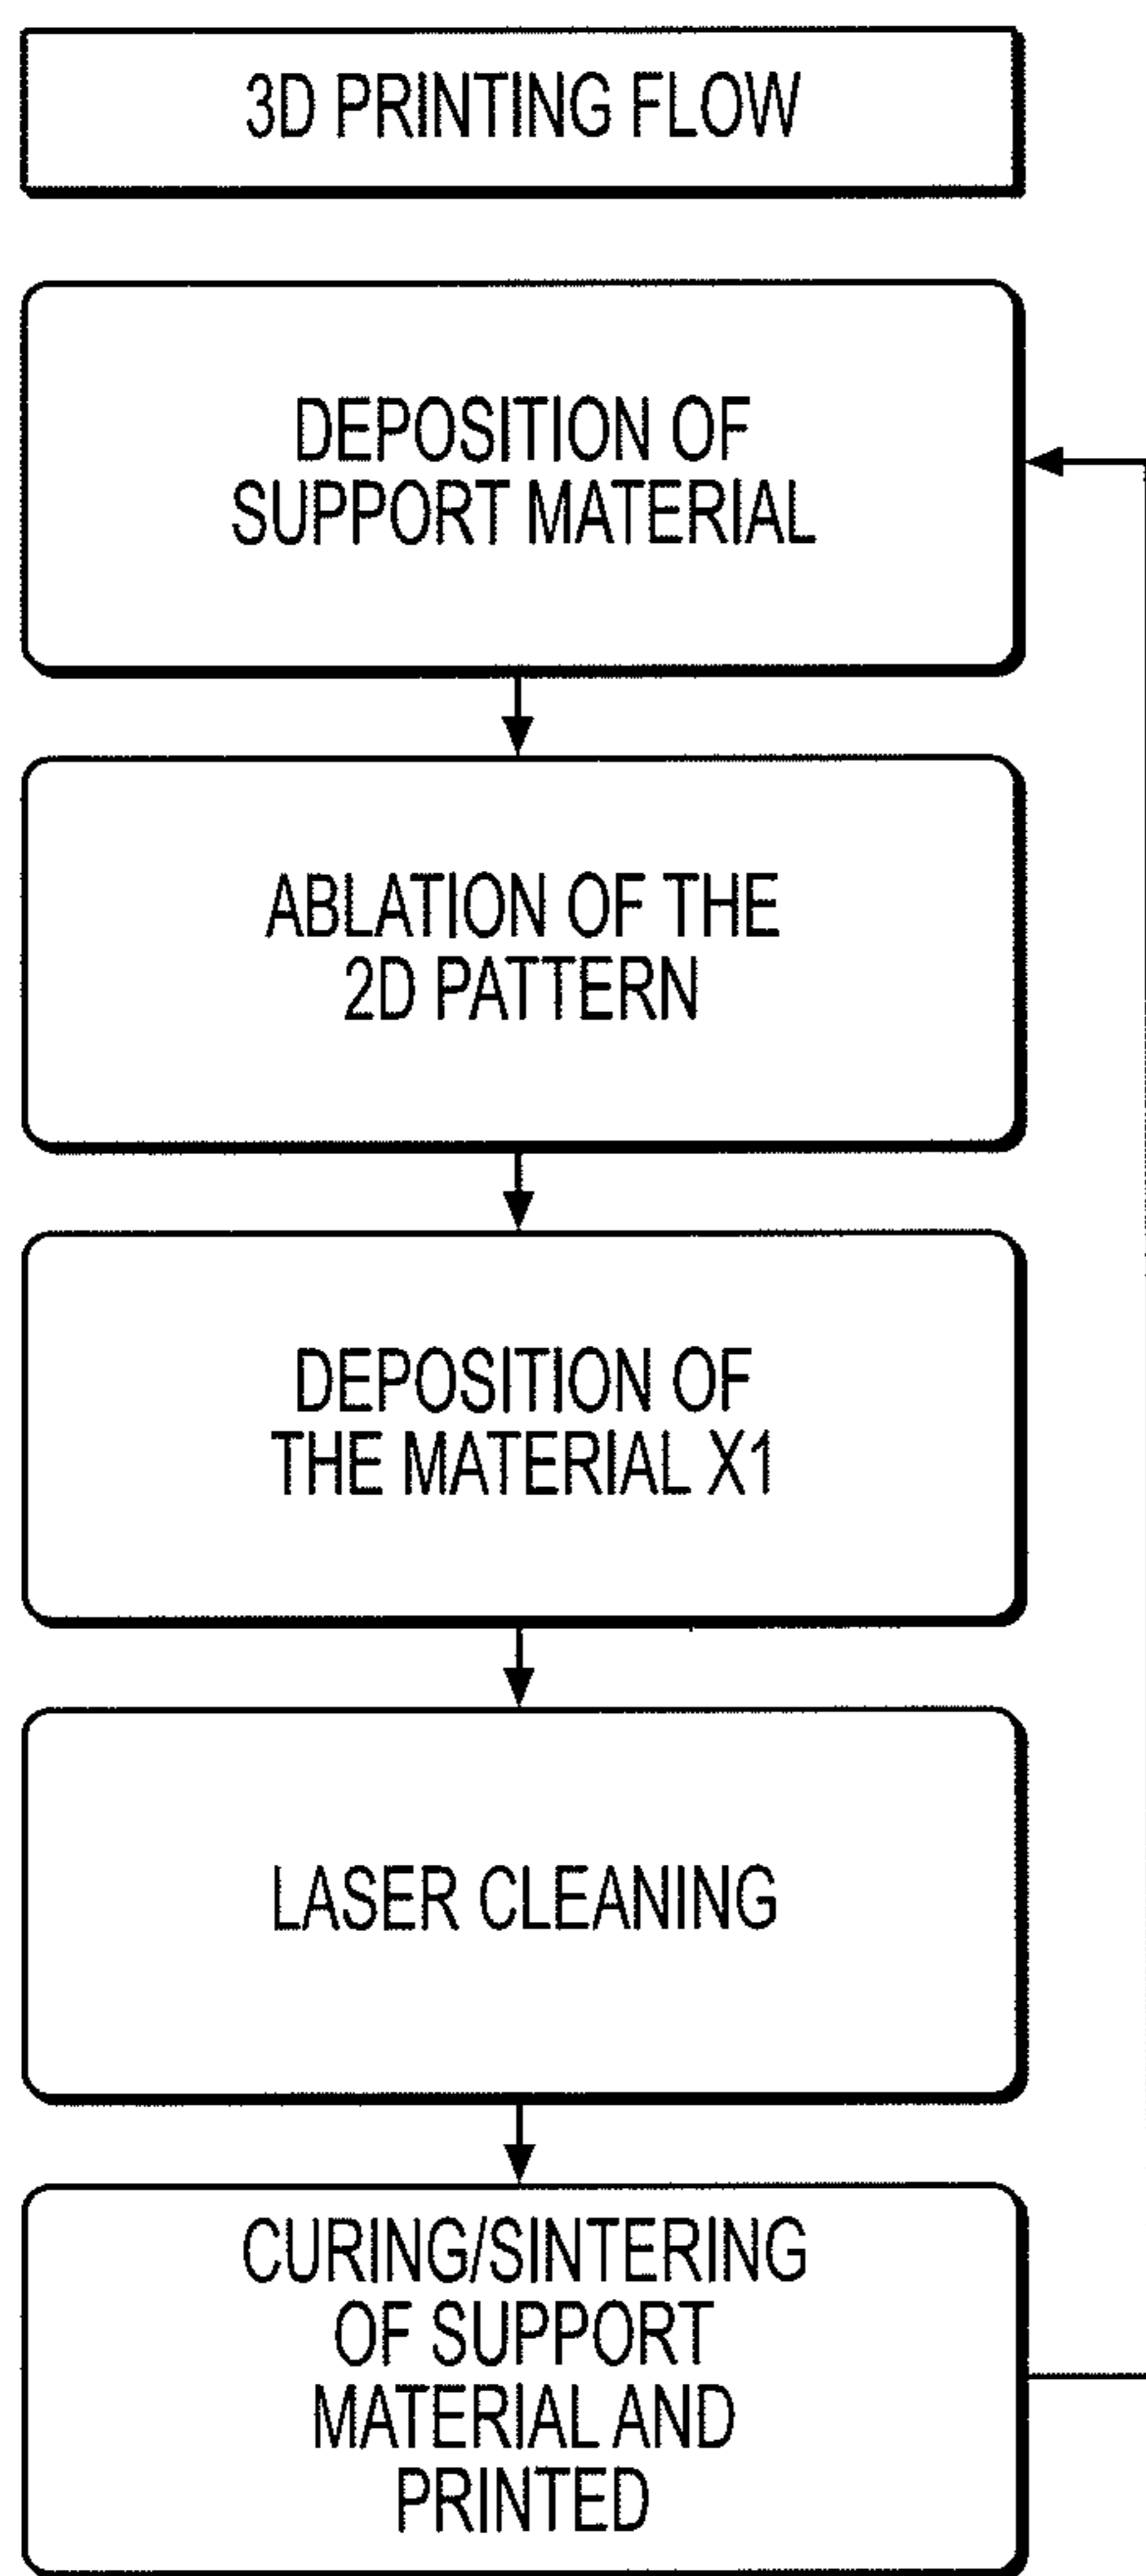 3D PRINTING FLOW
DEPOSITION OF
SUPPORT MATERIAL
ABLATION OF THE
2D PATTERN
DEPOSITION OF
THE MATERIAL X1
LASER CLEANING
CURING/SINTERING
OF SUPPORT
MATERIAL AND
PRINTED